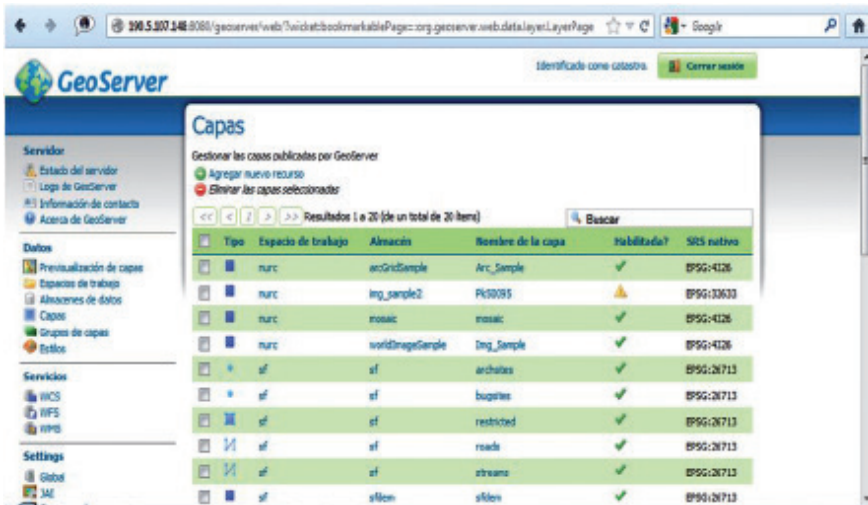 190.5.107.148:8080/geoserver/web/?wicket:bookmarkablePage=:org.geoserver.web.data.layer.LayerPage
Google
GeoServer
Identificado como catastro.
Cerrar sesión
Servidor
Estado del servidor
Logs de GeoServer
Información de contacto
Acerca de GeoServer
Datos
Previsualización de capas
Espacios de trabajo
Almacenes de datos
Capas
Grupos de capas
Estilos
Servicios
WCS
WFS
WMS
Settings
Global
JAI
Capas
Gestionar las capas publicadas por GeoServer
Agregar nuevo recurso
Eliminar las capas seleccionadas
<< < 1 > >> Resultados 1 a 20 (de un total de 20 ítems)
Buscar
Tipo Espacio de trabajo Almacén Nombre de la capa Habilitada? SRS nativo
nurc arcGridSample Arc_Sample EPSG:4326
nurc img_sample2 Pk50095 EPSG:32633
nurc mosaic mosaic EPSG:4326
nurc worldImageSample Img_Sample EPSG:4326
sf sf archsites EPSG:26713
sf sf bugsites EPSG:26713
sf sf restricted EPSG:26713
sf sf roads EPSG:26713
sf sf streams EPSG:26713
sf sfdem sfdem EPSG:26713